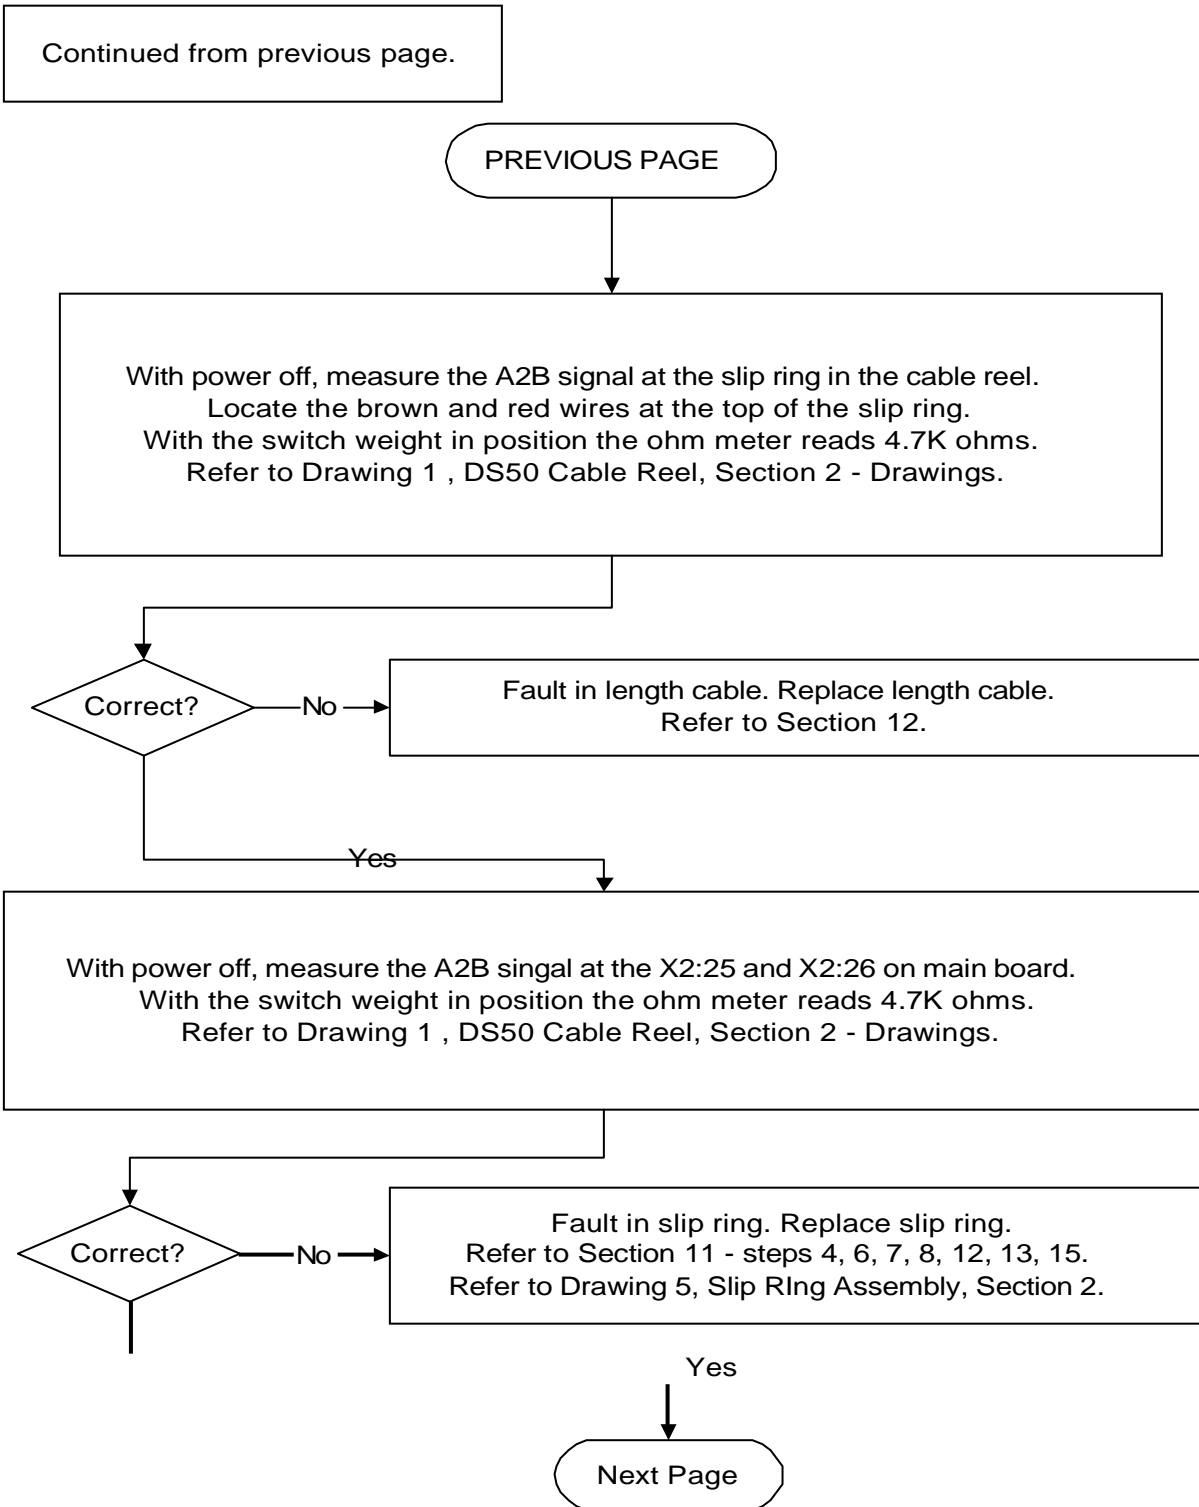 Continued from previous page.
PREVIOUS PAGE
With power off, measure the A2B signal at the slip ring in the cable reel.
Locate the brown and red wires at the top of the slip ring.
With the switch weight in position the ohm meter reads 4.7K ohms.
Refer to Drawing 1 , DS50 Cable Reel, Section 2 - Drawings.
Correct?
No
Fault in length cable. Replace length cable.
Refer to Section 12.
Yes
With power off, measure the A2B singal at the X2:25 and X2:26 on main board.
With the switch weight in position the ohm meter reads 4.7K ohms.
Refer to Drawing 1 , DS50 Cable Reel, Section 2 - Drawings.
Correct?
No
Fault in slip ring. Replace slip ring.
Refer to Section 11 - steps 4, 6, 7, 8, 12, 13, 15.
Refer to Drawing 5, Slip RIng Assembly, Section 2.
Yes
Next Page